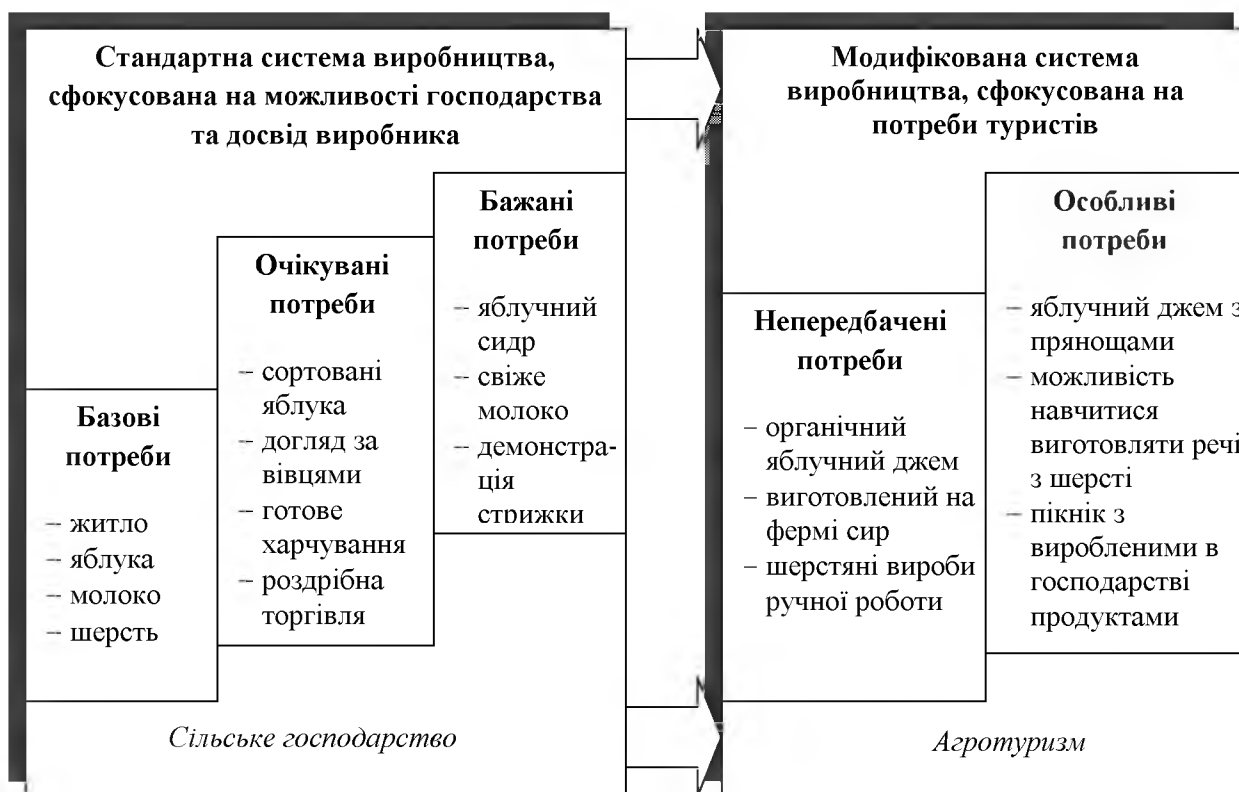 Стандартна система виробництва,
сфокусована на можливості господарства
та досвід виробника
Базові
потреби
– житло
– яблука
– молоко
– шерсть
Очікувані
потреби
– сортовані
яблука
– догляд за
вівцями
– готове
харчування
– роздрібна
торгівля
Бажані
потреби
– яблучний
сидр
– свіже
молоко
– демонстра-
ція
стрижки
Сільське господарство
Модифікована система
виробництва, сфокусована на
потреби туристів
Непередбачені
потреби
– органічний
яблучний джем
– виготовлений на
фермі сир
– шерстяні вироби
ручної роботи
Особливі
потреби
– яблучний джем з
прянощами
– можливість
навчитися
виготовляти речі
з шерсті
– пікнік з
виробленими в
господарстві
продуктами
Агротуризм